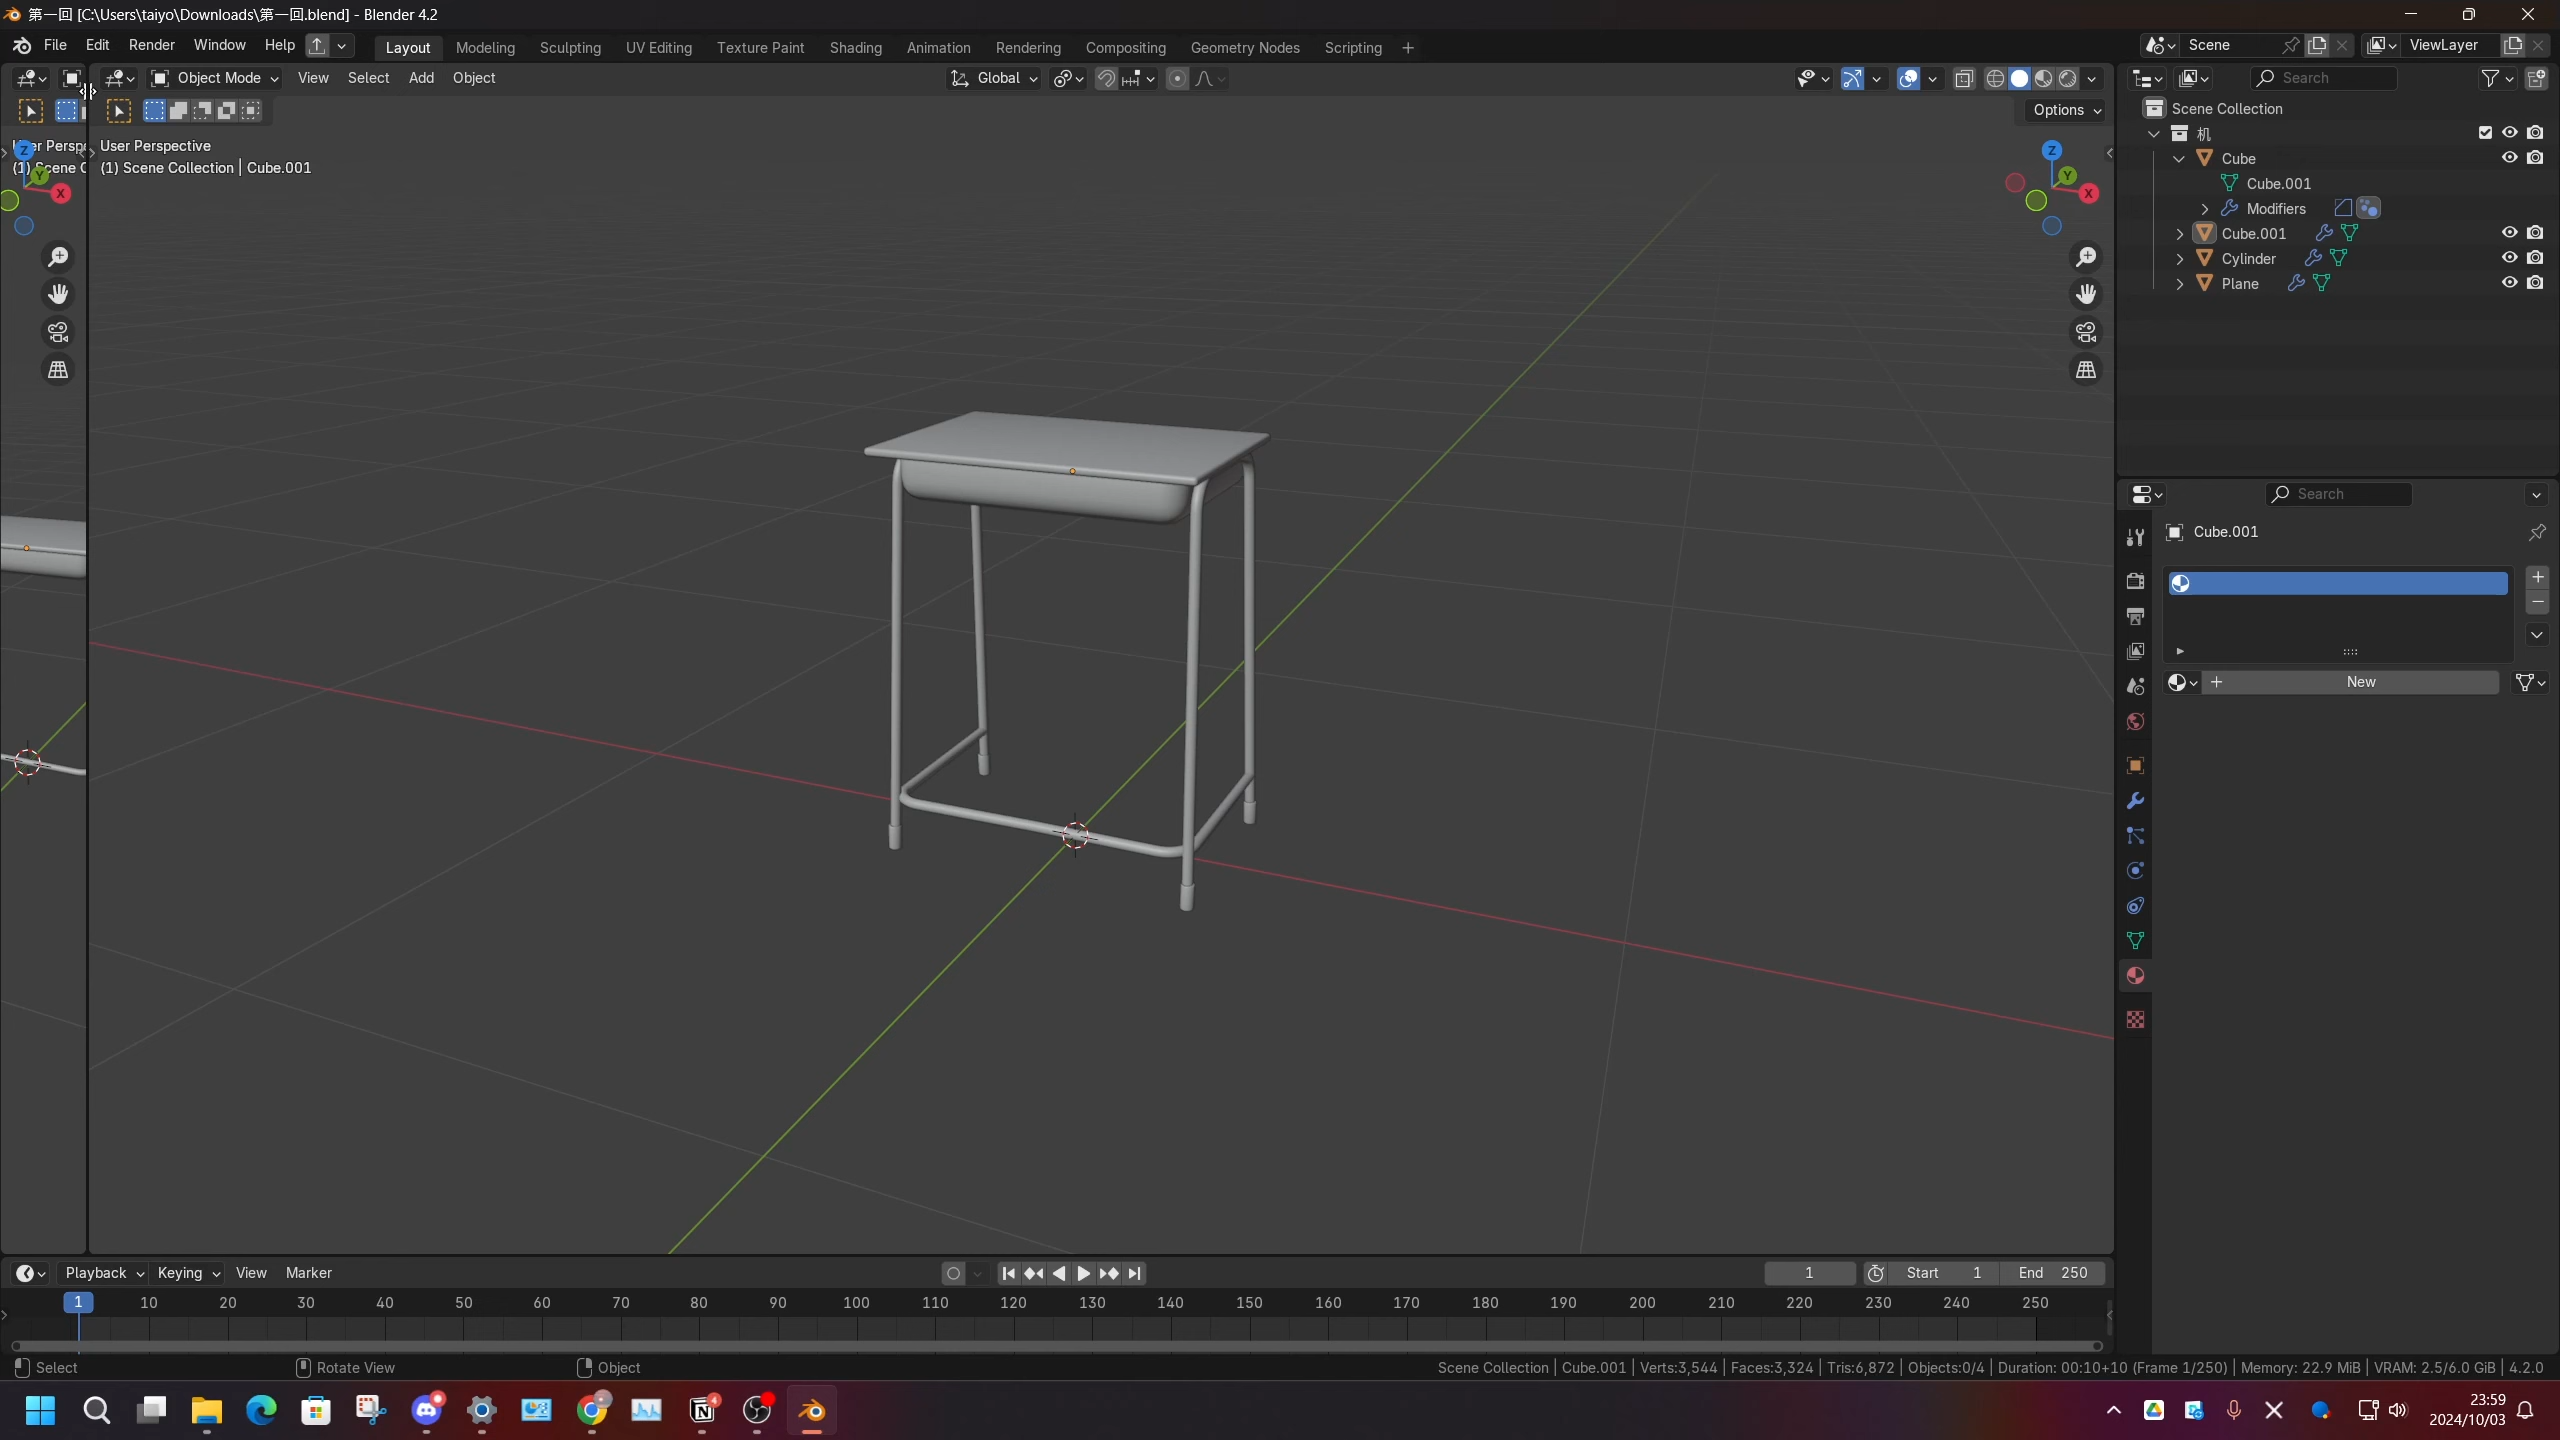 第一回 [C:\Users\taiyo\Downloads\第一回.blend] - Blender 4.2
File Edit Render Window Help Layout Modeling Sculpting UV Editing Texture Paint Shading Animation Rendering Compositing Geometry Nodes Scripting + Scene ViewLayer
Object Mode View Select Add Object Global Search
Options
User Perspective
(1) Scene Collection | Cube.001
Z
Y
X
Z
Y
X
Scene Collection
机
Cube
Cube.001
Modifiers
Cube.001
Cylinder
Plane
Search
Cube.001
New
Playback Keying View Marker 1 Start 1 End 250
1 10 20 30 40 50 60 70 80 90 100 110 120 130 140 150 160 170 180 190 200 210 220 230 240 250
Select Rotate View Object Scene Collection | Cube.001 | Verts:3,544 | Faces:3,324 | Tris:6,872 | Objects:0/4 | Duration: 00:10+10 (Frame 1/250) | Memory: 22.9 MiB | VRAM: 2.5/6.0 GiB | 4.2.0
4
23:59
2024/10/03